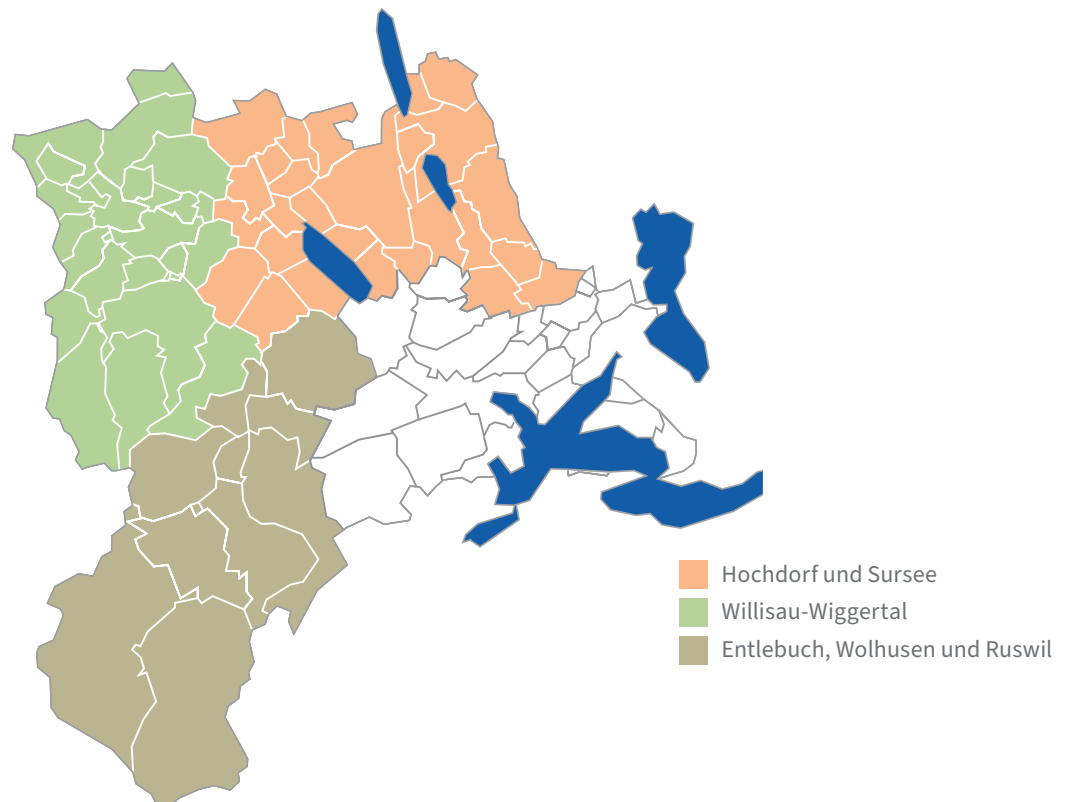 Hochdorf und Sursee
Willisau-Wiggertal
Entlebuch, Wolhusen und Ruswil